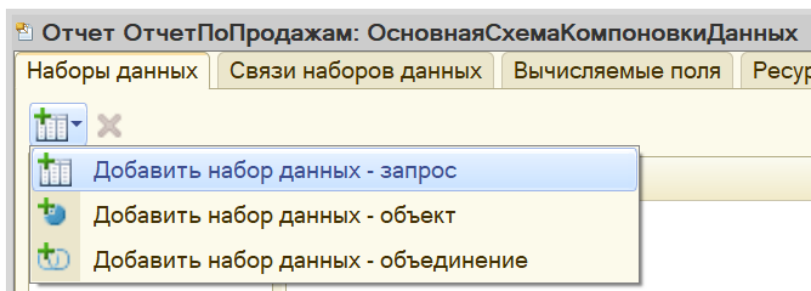 Отчет ОтчетПоПродажам: ОсновнаяСхемаКомпоновкиДанных
Наборы данных Связи наборов данных Вычисляемые поля Ресур
Добавить набор данных - запрос
Добавить набор данных - объект
Добавить набор данных - объединение